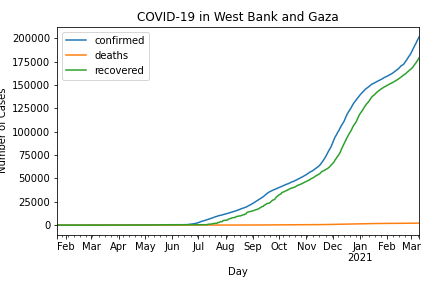 COVID-19 in West Bank and Gaza
confirmed
deaths
recovered
Number of Cases
200000
175000
150000
125000
100000
75000
50000
25000
0
Feb Mar Apr May Jun Jul Aug Sep Oct Nov Dec Jan Feb Mar
2021
Day